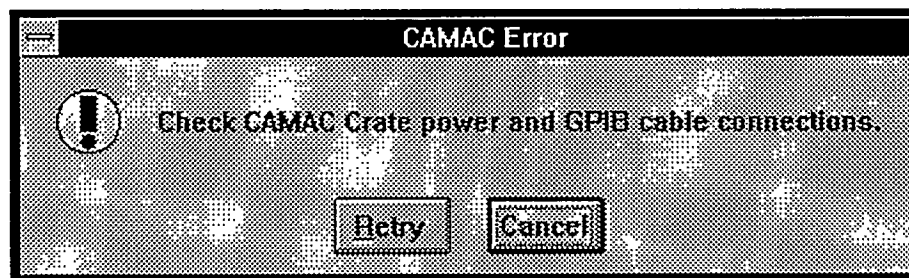 CAMAC Error
Check CAMAC Crate power and GPIB cable connections.
Retry
Cancel